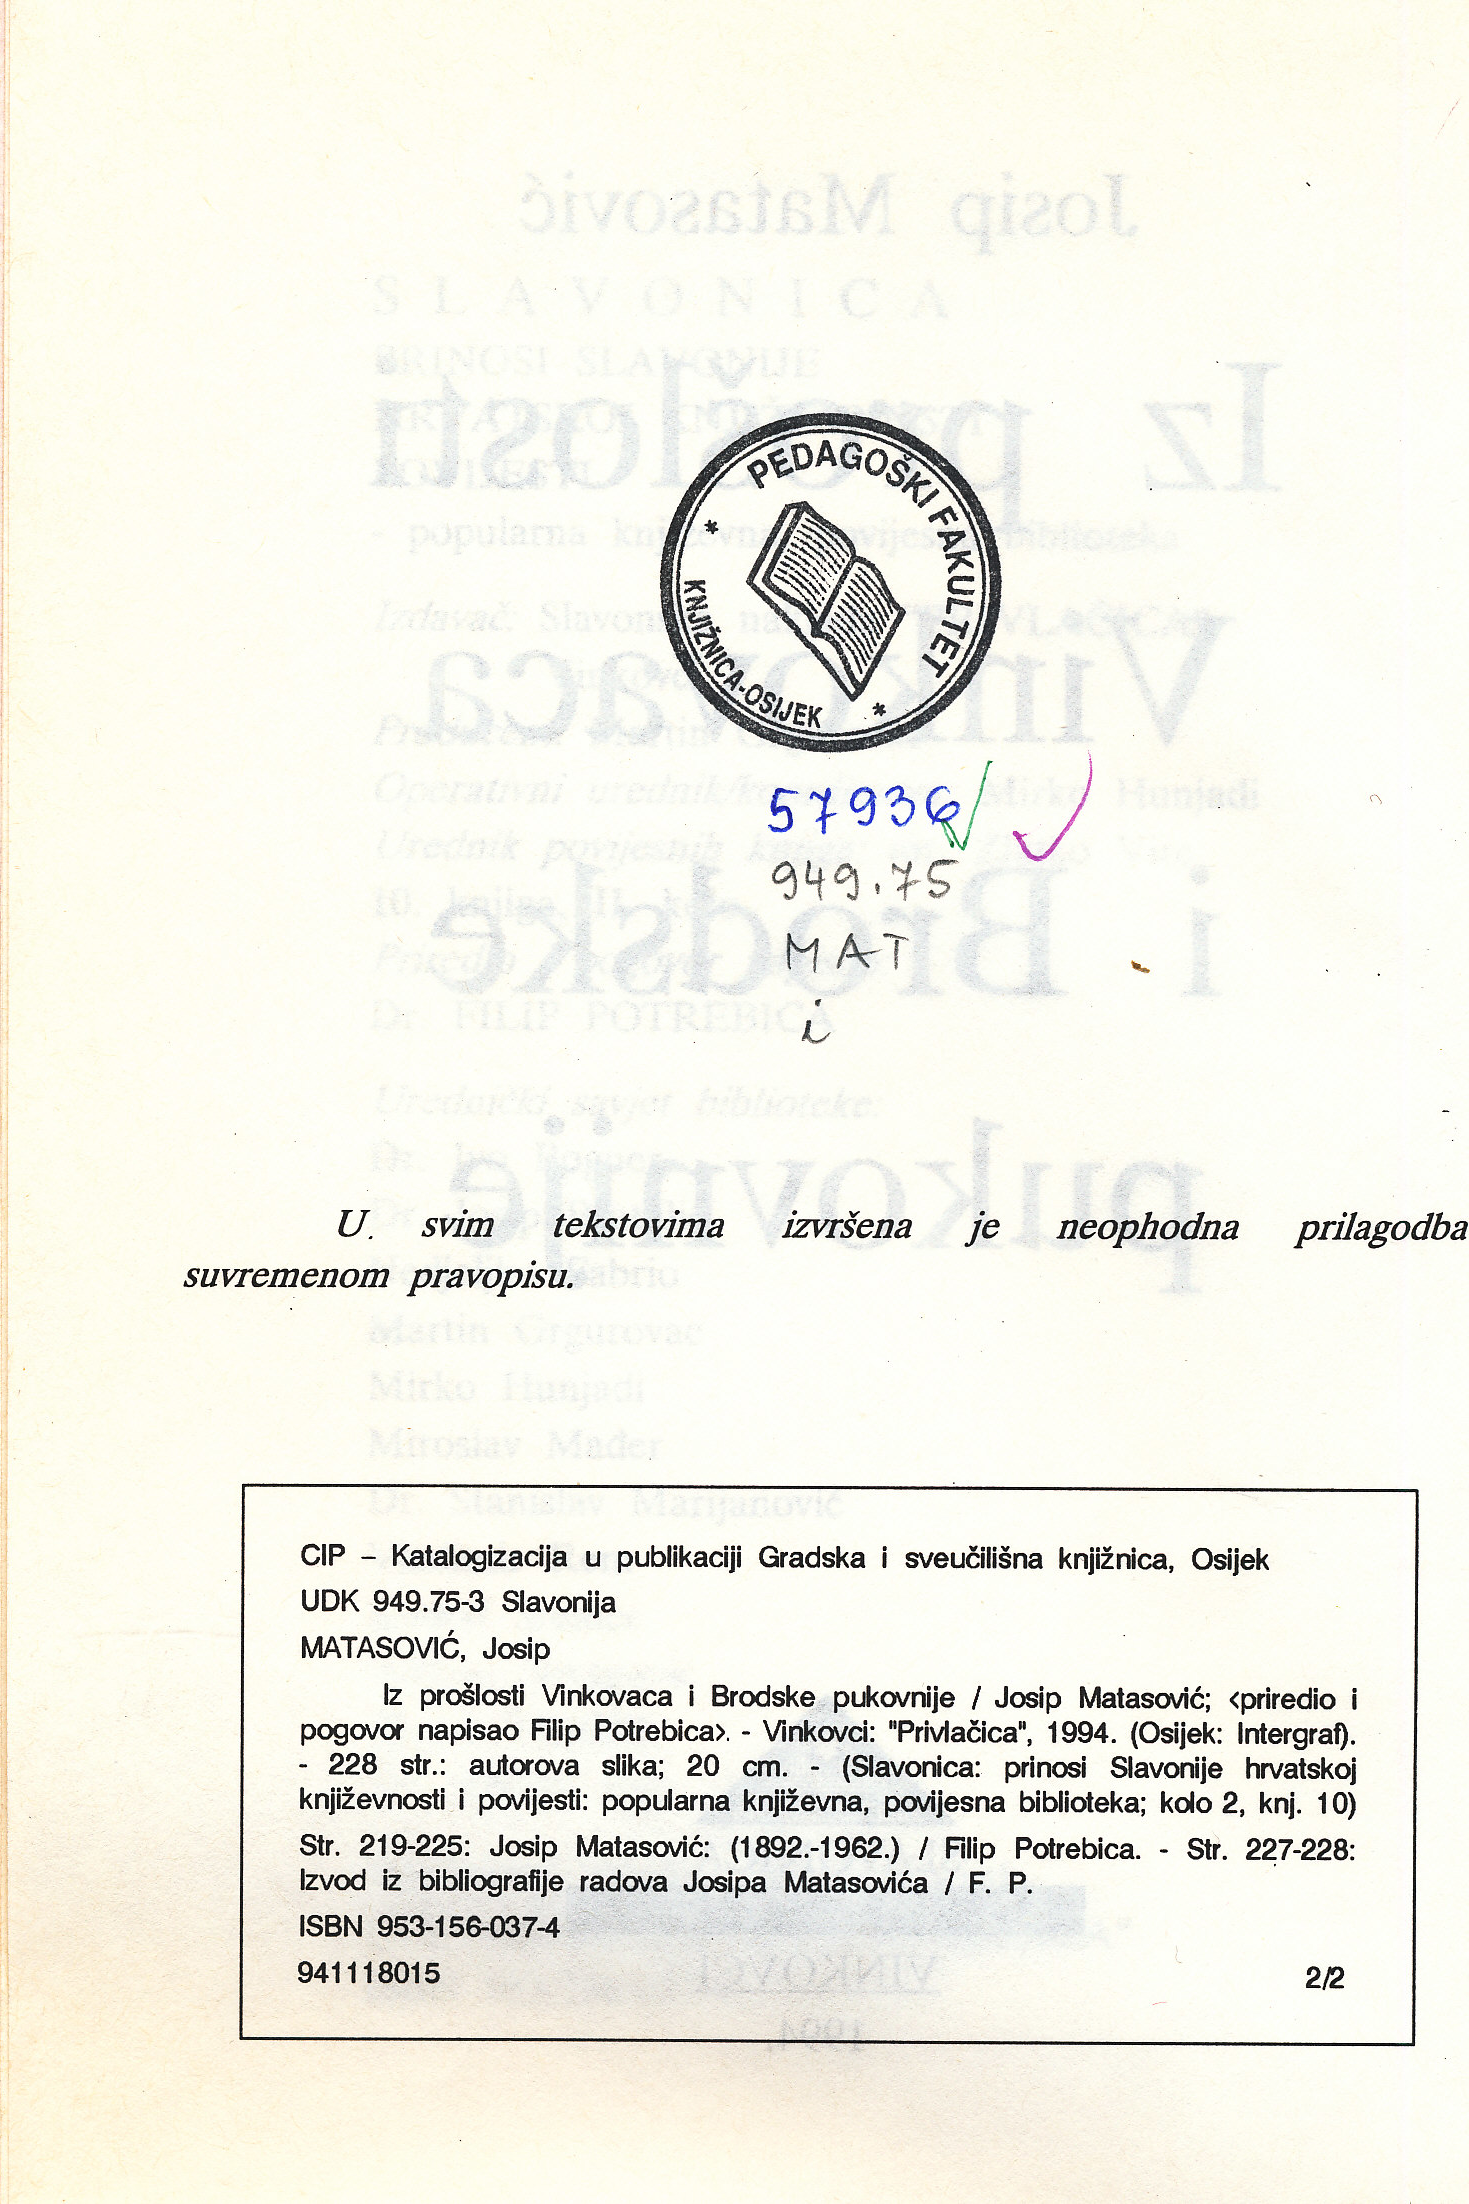 PEDAGOŠKI FAKULTET
KNJIŽNICA-OSIJEK
57936
949.75
MAT
i
U svim tekstovima izvršena je neophodna prilagodba
suvremenom pravopisu.
CIP – Katalogizacija u publikaciji Gradska i sveučilišna knjižnica, Osijek
UDK 949.75-3 Slavonija
MATASOVIĆ, Josip
Iz prošlosti Vinkovaca i Brodske pukovnije / Josip Matasović; <priredio i
pogovor napisao Filip Potrebica>. - Vinkovci: "Privlačica", 1994. (Osijek: Intergraf).
- 228 str.: autorova slika; 20 cm. - (Slavonica: prinosi Slavonije hrvatskoj
književnosti i povijesti: popularna književna, povijesna biblioteka; kolo 2, knj. 10)
Str. 219-225: Josip Matasović: (1892.-1962.) / Filip Potrebica. - Str. 227-228:
Izvod iz bibliografije radova Josipa Matasovića / F. P.
ISBN 953-156-037-4
941118015 2/2